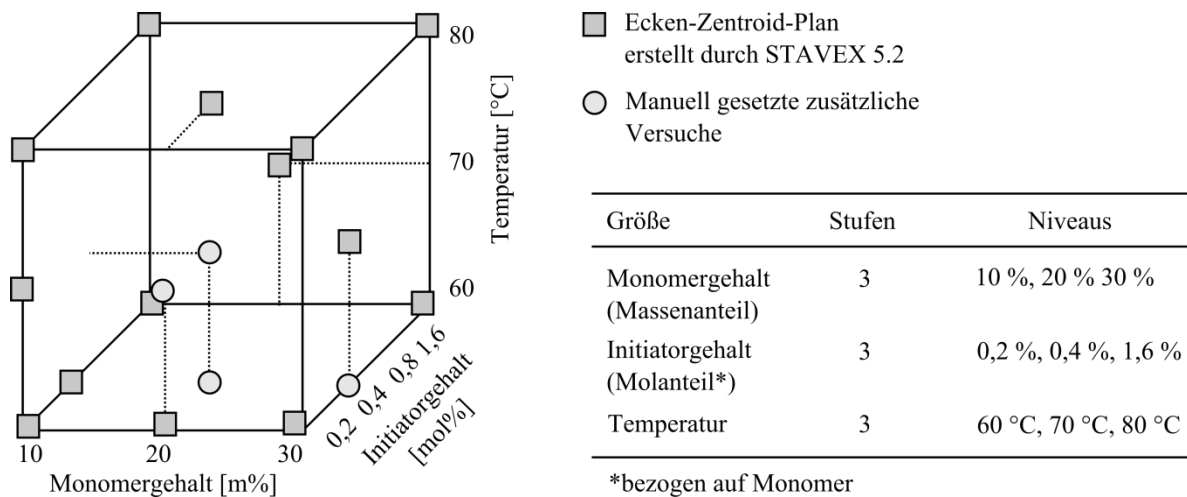 80
70
60
Temperatur [°C]
0,2 0,4 0,8 1,6
Initiatorgehalt
[mol%]
10 20 30
Monomergehalt [m%]
Ecken-Zentroid-Plan
erstellt durch STAVEX 5.2
Manuell gesetzte zusätzliche
Versuche
Größe Stufen Niveaus
Monomergehalt 3 10 %, 20 % 30 %
(Massenanteil)
Initiatorgehalt 3 0,2 %, 0,4 %, 1,6 %
(Molanteil*)
Temperatur 3 60 °C, 70 °C, 80 °C
*bezogen auf Monomer